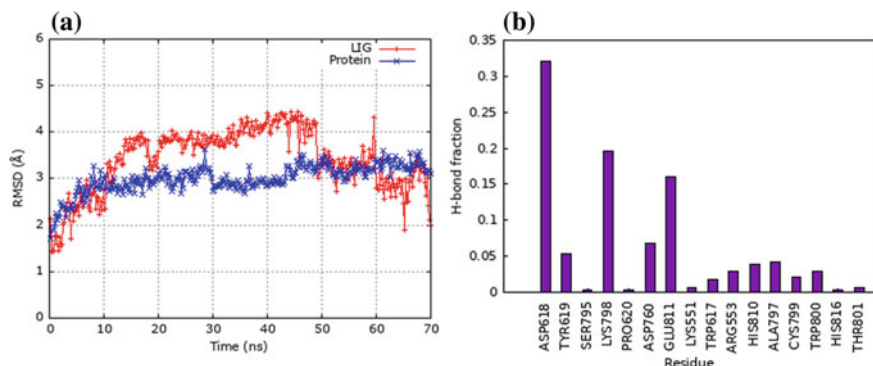 (a)
LIG
Protein
RMSD (Å)
6
5
4
3
2
1
0
0 10 20 30 40 50 60 70
Time (ns)
(b)
H-bond fraction
0.35
0.3
0.25
0.2
0.15
0.1
0.05
0
ASP618
TYR619
SER795
LYS798
PRO620
ASP760
GLU811
LYS551
TRP617
ARG553
HIS810
ALA797
CYS799
TRP800
HIS816
THR801
Residue